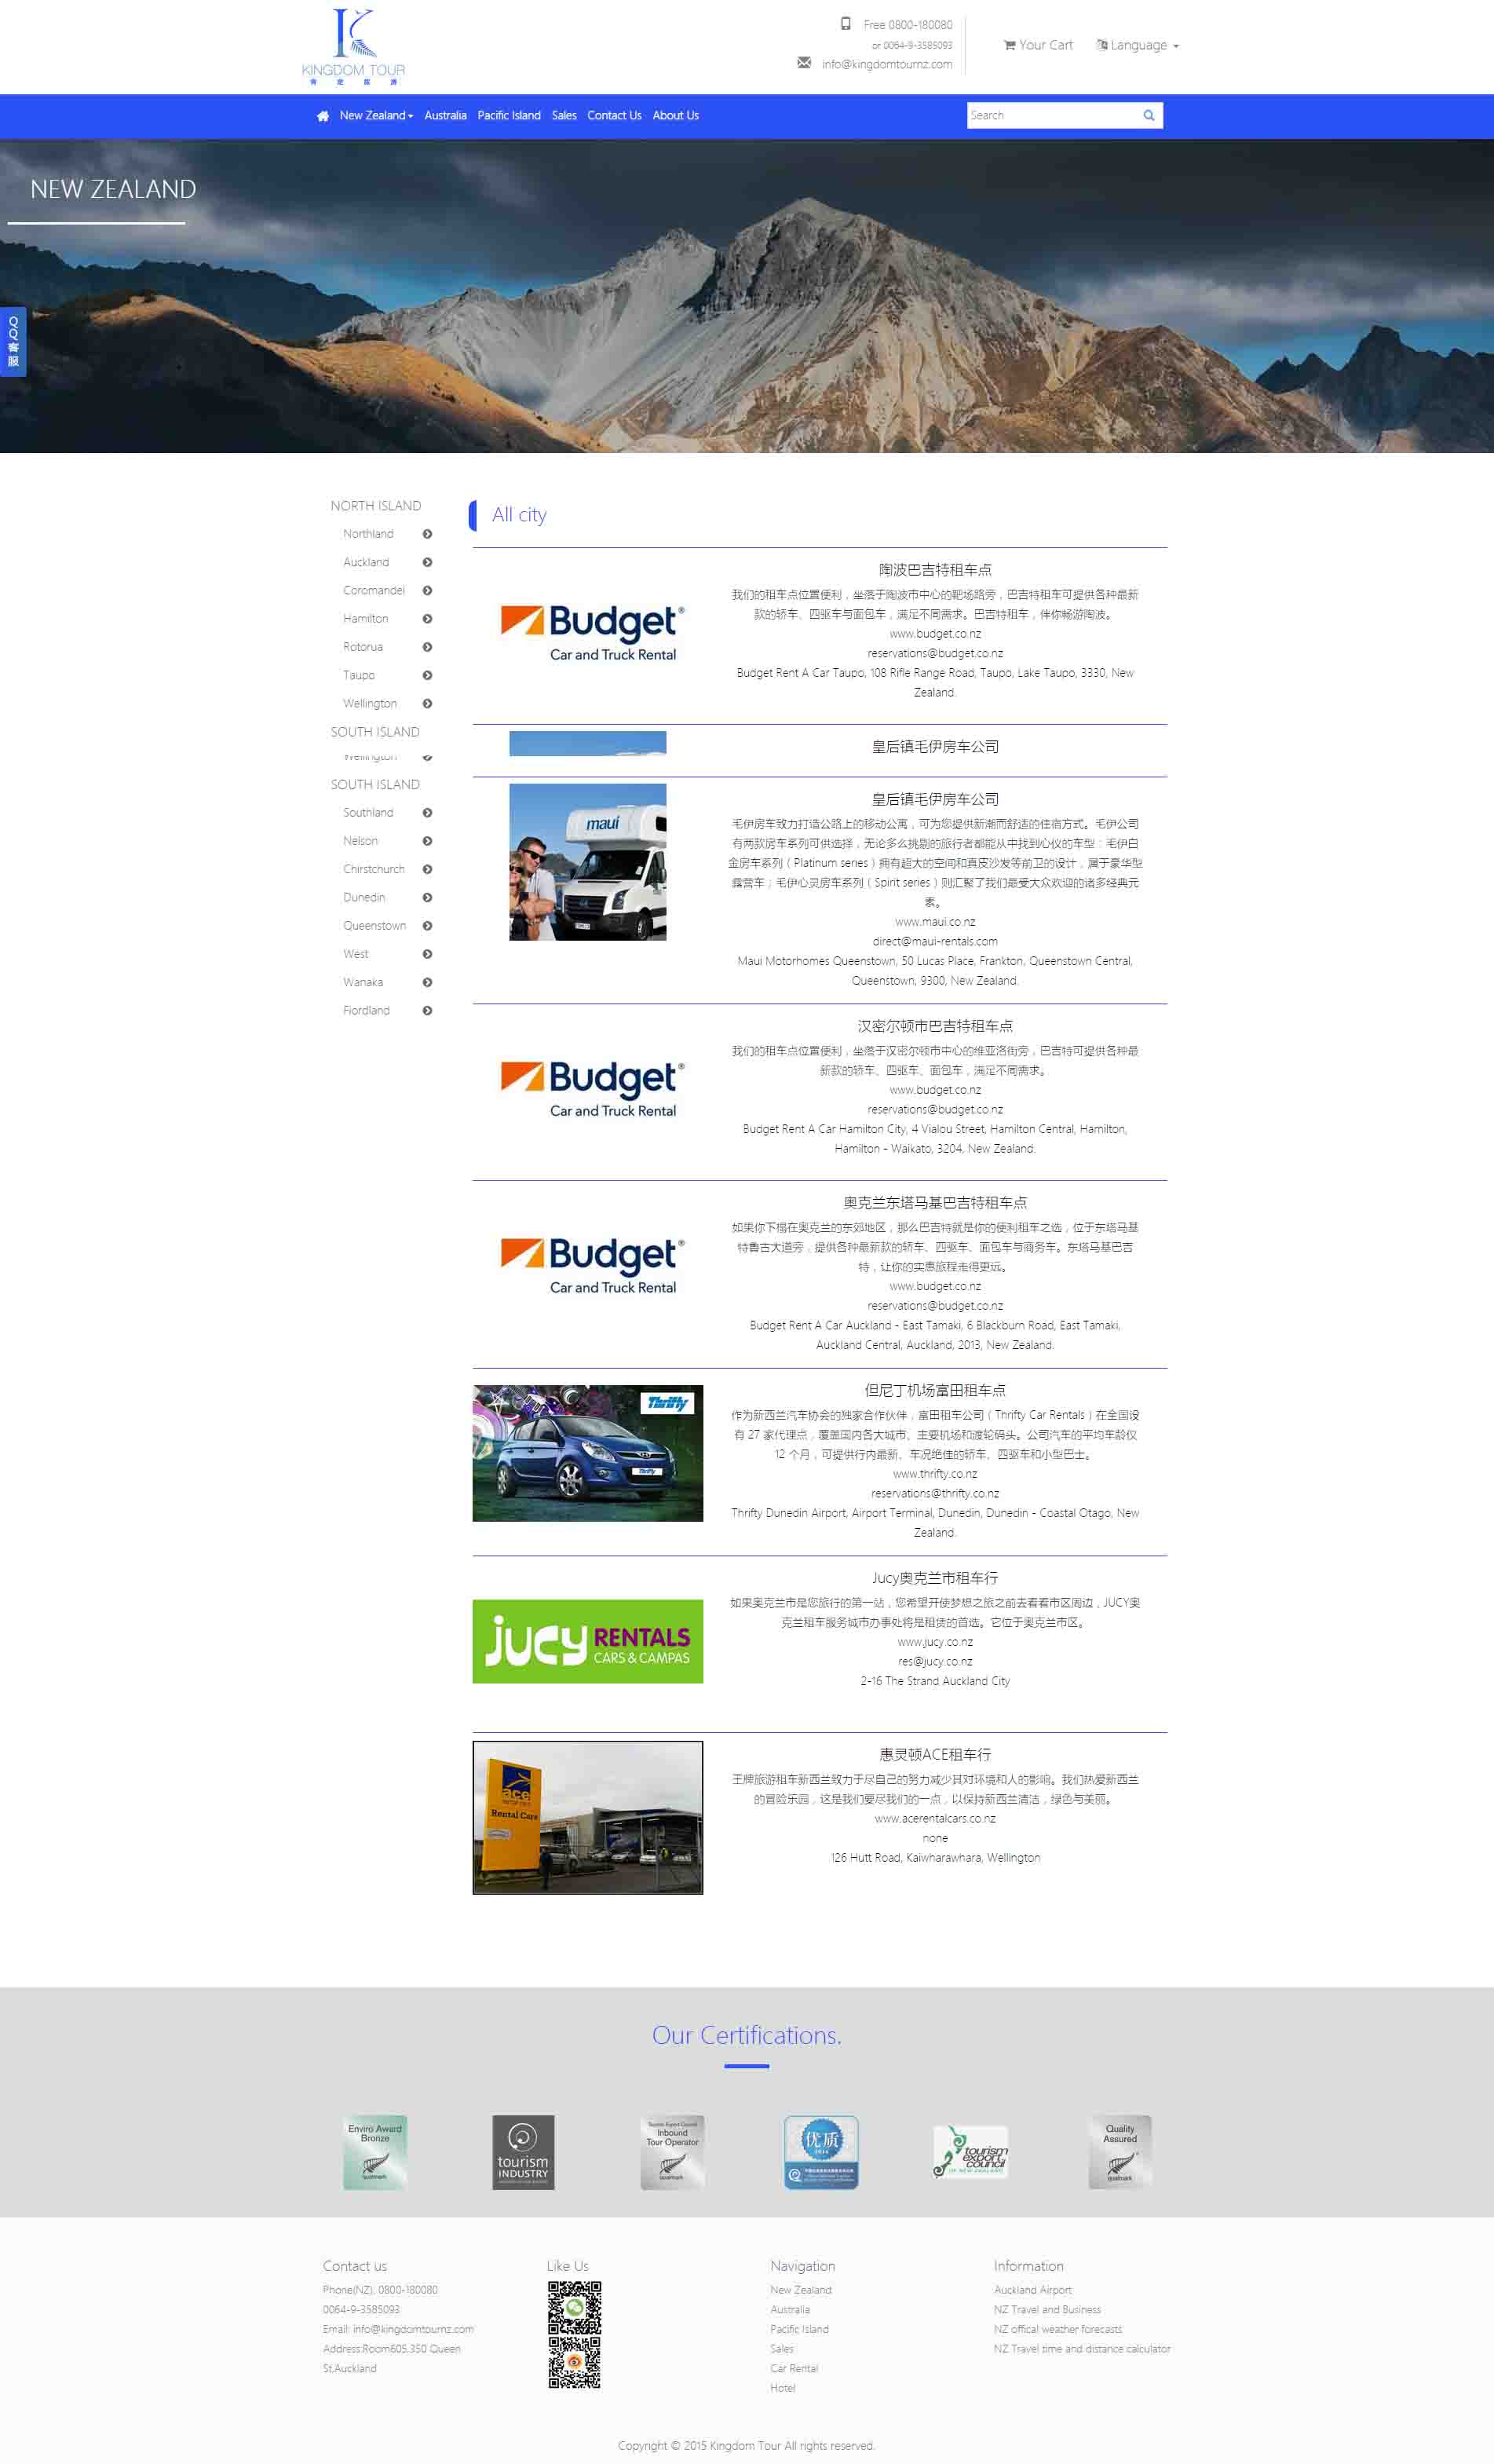 KINGDOM TOUR
肯 定 旅 游
Free 0800-180080
or 0064-9-3585093
info@kingdomtournz.com
Your Cart
Language
New Zealand
Australia
Pacific Island
Sales
Contact Us
About Us
Search
NEW ZEALAND
QQ客服
NORTH ISLAND
Northland
Auckland
Coromandel
Hamilton
Rotorua
Taupo
Wellington
SOUTH ISLAND
Wellington
SOUTH ISLAND
Southland
Nelson
Chirstchurch
Dunedin
Queenstown
West
Wanaka
Fiordland
All city
Budget®
Car and Truck Rental
陶波巴吉特租车点
我们的租车点位置便利，坐落于陶波市中心的靶场路旁，巴吉特租车可提供各种最新
款的轿车、四驱车与面包车，满足不同需求。巴吉特租车，伴你畅游陶波。
www.budget.co.nz
reservations@budget.co.nz
Budget Rent A Car Taupo, 108 Rifle Range Road, Taupo, Lake Taupo, 3330, New
Zealand.
皇后镇毛伊房车公司
maui
皇后镇毛伊房车公司
毛伊房车致力打造公路上的移动公寓，可为您提供新潮而舒适的住宿方式。毛伊公司
有两款房车系列可供选择，无论多么挑剔的旅行者都能从中找到心仪的车型：毛伊白
金房车系列（Platinum series）拥有超大的空间和真皮沙发等前卫的设计，属于豪华型
露营车；毛伊心灵房车系列（Spirit series）则汇聚了我们最受大众欢迎的诸多经典元
素。
www.maui.co.nz
direct@maui-rentals.com
Maui Motorhomes Queenstown, 50 Lucas Place, Frankton, Queenstown Central,
Queenstown, 9300, New Zealand.
Budget®
Car and Truck Rental
汉密尔顿市巴吉特租车点
我们的租车点位置便利，坐落于汉密尔顿市中心的维亚洛街旁，巴吉特可提供各种最
新款的轿车、四驱车、面包车，满足不同需求。
www.budget.co.nz
reservations@budget.co.nz
Budget Rent A Car Hamilton City, 4 Vialou Street, Hamilton Central, Hamilton,
Hamilton - Waikato, 3204, New Zealand.
Budget®
Car and Truck Rental
奥克兰东塔马基巴吉特租车点
如果你下榻在奥克兰的东郊地区，那么巴吉特就是你的便利租车之选，位于东塔马基
特鲁古大道旁，提供各种最新款的轿车、四驱车、面包车与商务车。东塔马基巴吉
特，让你的实惠旅程走得更远。
www.budget.co.nz
reservations@budget.co.nz
Budget Rent A Car Auckland - East Tamaki, 6 Blackburn Road, East Tamaki,
Auckland Central, Auckland, 2013, New Zealand.
Thrifty
Thrifty
但尼丁机场富田租车点
作为新西兰汽车协会的独家合作伙伴，富田租车公司（Thrifty Car Rentals）在全国设
有 27 家代理点，覆盖国内各大城市、主要机场和渡轮码头。公司汽车的平均车龄仅
12 个月，可提供行内最新、车况绝佳的轿车、四驱车和小型巴士。
www.thrifty.co.nz
reservations@thrifty.co.nz
Thrifty Dunedin Airport, Airport Terminal, Dunedin, Dunedin - Coastal Otago, New
Zealand.
jucy RENTALS
CARS & CAMPAS
Jucy奥克兰市租车行
如果奥克兰市是您旅行的第一站，您希望开使梦想之旅之前去看看市区周边，JUCY奥
克兰租车服务城市办事处将是租赁的首选。它位于奥克兰市区。
www.jucy.co.nz
res@jucy.co.nz
2-16 The Strand Auckland City
ace
Rental Cars
惠灵顿ACE租车行
王牌旅游租车新西兰致力于尽自己的努力减少其对环境和人的影响。我们热爱新西兰
的冒险乐园，这是我们要尽我们的一点，以保持新西兰清洁，绿色与美丽。
www.acerentalcars.co.nz
none
126 Hutt Road, Kaiwharawhara, Wellington
Our Certifications.
Enviro Award
Bronze
qualmark
tourism
INDUSTRY
Tourism Export Council
Inbound
Tour Operator
qualmark
优质
tourism
export
council
Quality
Assured
qualmark
Contact us
Phone(NZ): 0800-180080
0064-9-3585093
Email: info@kingdomtournz.com
Address:Room605,350 Queen
St,Auckland
Like Us
Navigation
New Zealand
Australia
Pacific Island
Sales
Car Rental
Hotel
Information
Auckland Airport
NZ Travel and Business
NZ offical weather forecasts
NZ Travel time and distance calculator
Copyright © 2015 Kingdom Tour All rights reserved.